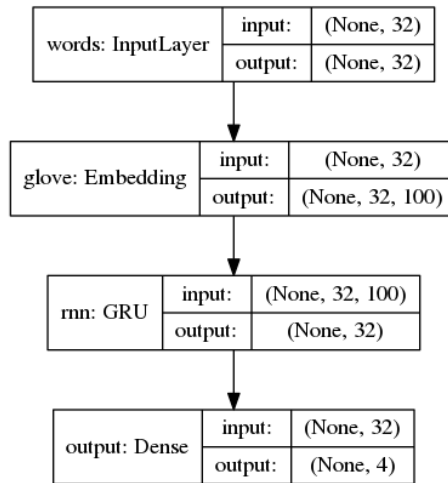 words: InputLayer input: (None, 32)
output: (None, 32)
glove: Embedding input: (None, 32)
output: (None, 32, 100)
rnn: GRU input: (None, 32, 100)
output: (None, 32)
output: Dense input: (None, 32)
output: (None, 4)